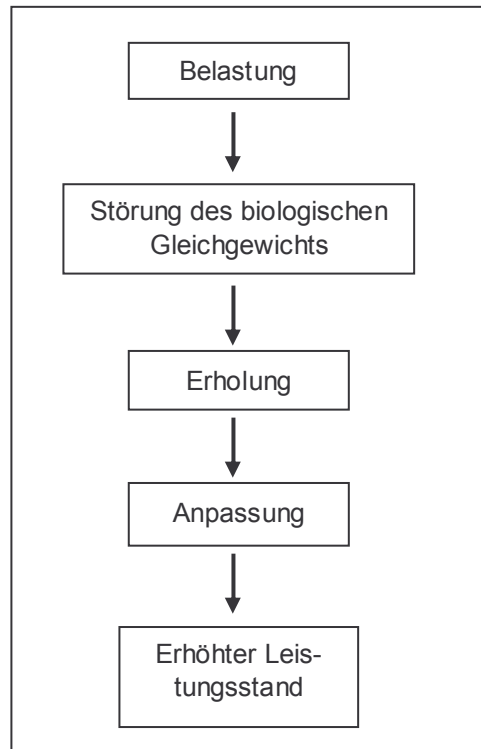 Belastung
Störung des biologischen
Gleichgewichts
Erholung
Anpassung
Erhöhter Leis-
tungsstand